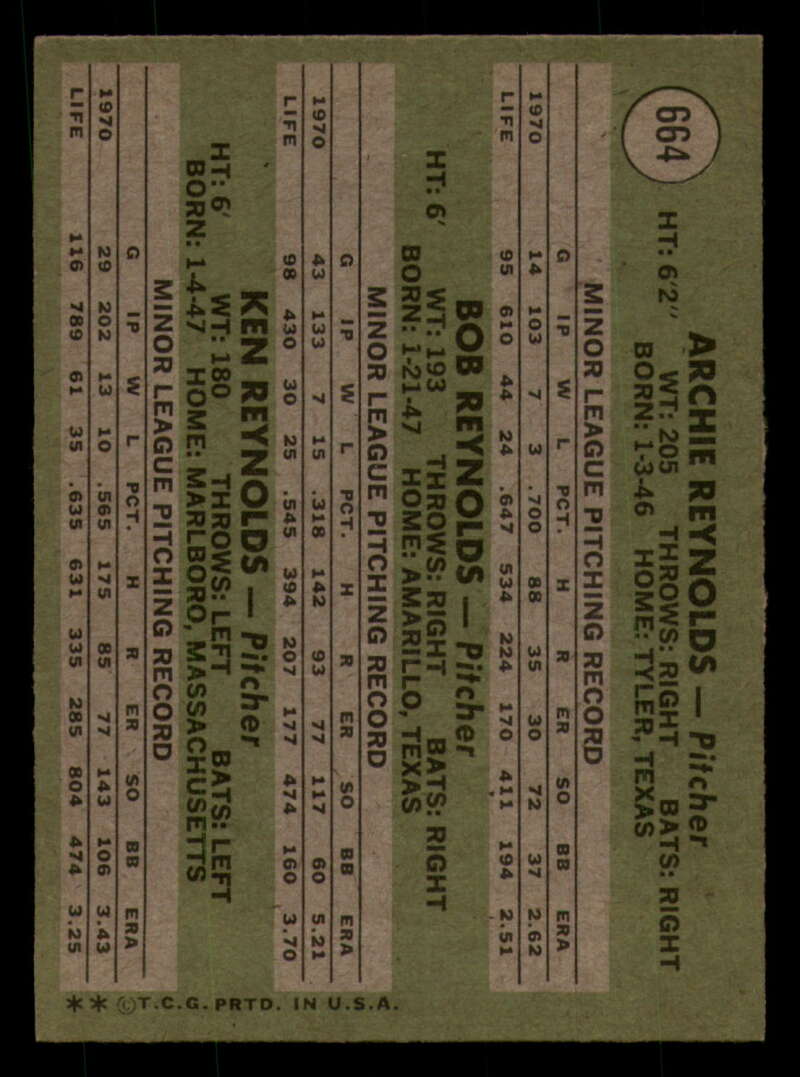 664
ARCHIE REYNOLDS — Pitcher
HT: 6'2" WT: 205 THROWS: RIGHT BATS: RIGHT
BORN: 1-3-46 HOME: TYLER, TEXAS
MINOR LEAGUE PITCHING RECORD
G IP W L PCT. H R ER SO BB ERA
1970 14 103 7 3 .700 88 35 30 72 37 2.62
LIFE 95 610 44 24 .647 534 224 170 411 194 2.51
BOB REYNOLDS — Pitcher
HT: 6' WT: 193 THROWS: RIGHT BATS: RIGHT
BORN: 1-21-47 HOME: AMARILLO, TEXAS
MINOR LEAGUE PITCHING RECORD
G IP W L PCT. H R ER SO BB ERA
1970 43 133 7 15 .318 142 93 77 117 60 5.21
LIFE 98 430 30 25 .545 394 207 177 474 160 3.70
KEN REYNOLDS — Pitcher
HT: 6' WT: 180 THROWS: LEFT BATS: LEFT
BORN: 1-4-47 HOME: MARLBORO, MASSACHUSETTS
MINOR LEAGUE PITCHING RECORD
G IP W L PCT. H R ER SO BB ERA
1970 29 202 13 10 .565 175 85 77 143 106 3.43
LIFE 116 789 61 35 .635 631 335 285 804 474 3.25
** ©T.C.G. PRTD. IN U.S.A.